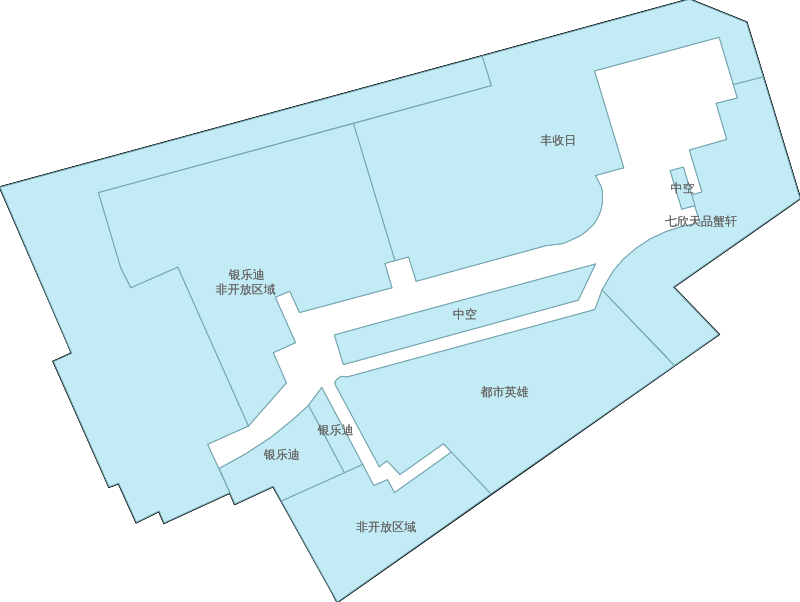 丰收日
中空
七欣天品蟹轩
银乐迪
非开放区域
中空
都市英雄
银乐迪
银乐迪
非开放区域